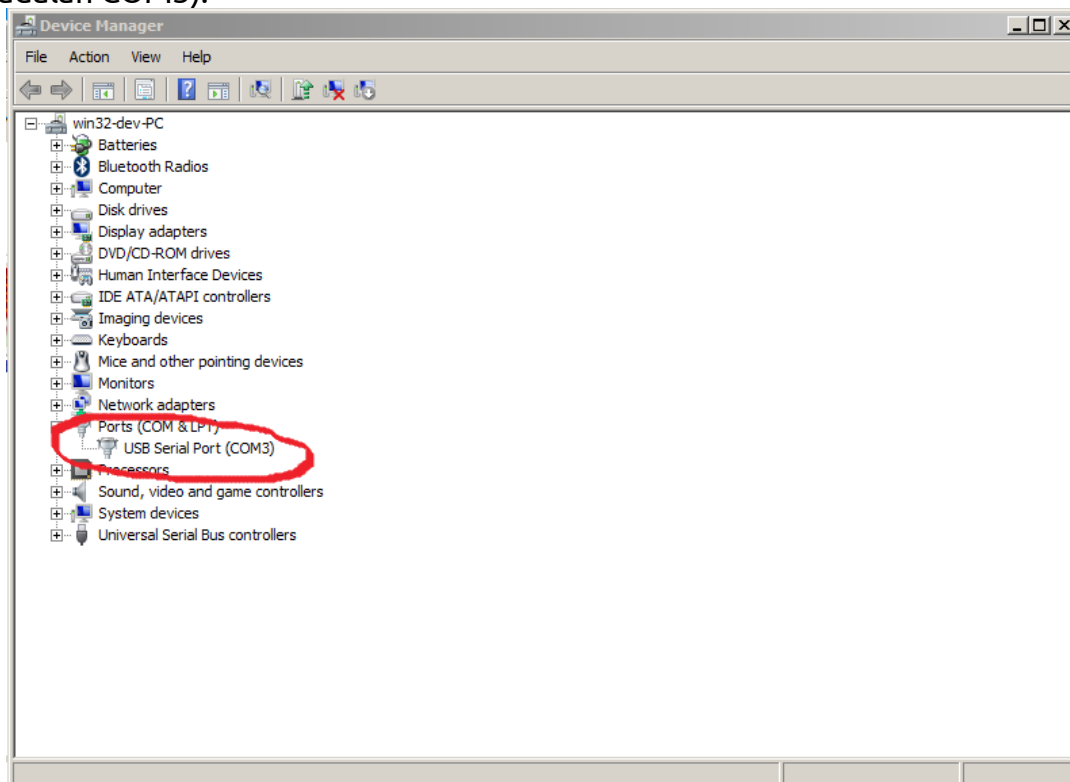 adalah COM3).
Device Manager
File Action View Help
win32-dev-PC
Batteries
Bluetooth Radios
Computer
Disk drives
Display adapters
DVD/CD-ROM drives
Human Interface Devices
IDE ATA/ATAPI controllers
Imaging devices
Keyboards
Mice and other pointing devices
Monitors
Network adapters
Ports (COM & LPT)
USB Serial Port (COM3)
Processors
Sound, video and game controllers
System devices
Universal Serial Bus controllers